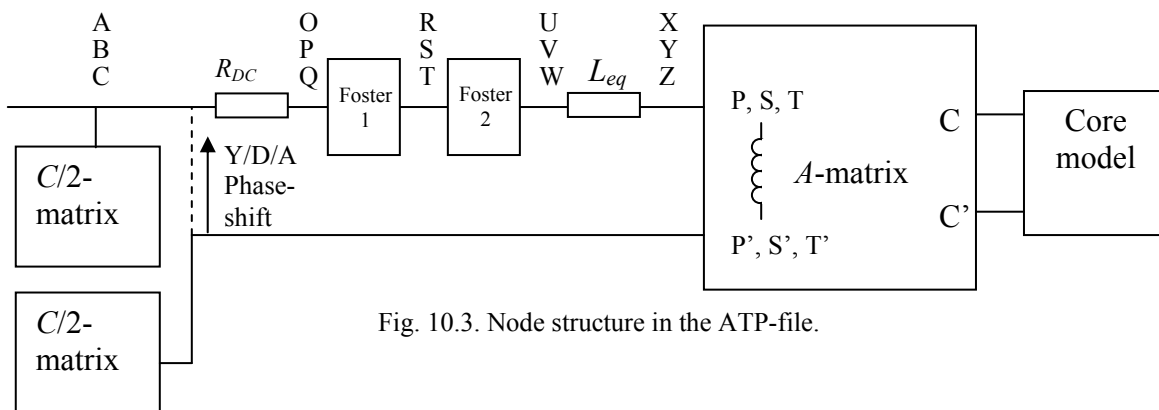 A
B
C
O
P
Q
R
S
T
U
V
W
X
Y
Z
R_DC
Foster
1
Foster
2
L_eq
P, S, T
A-matrix
P’, S’, T’
C
C’
Core
model
C/2-
matrix
Y/D/A
Phase-
shift
C/2-
matrix
Fig. 10.3. Node structure in the ATP-file.